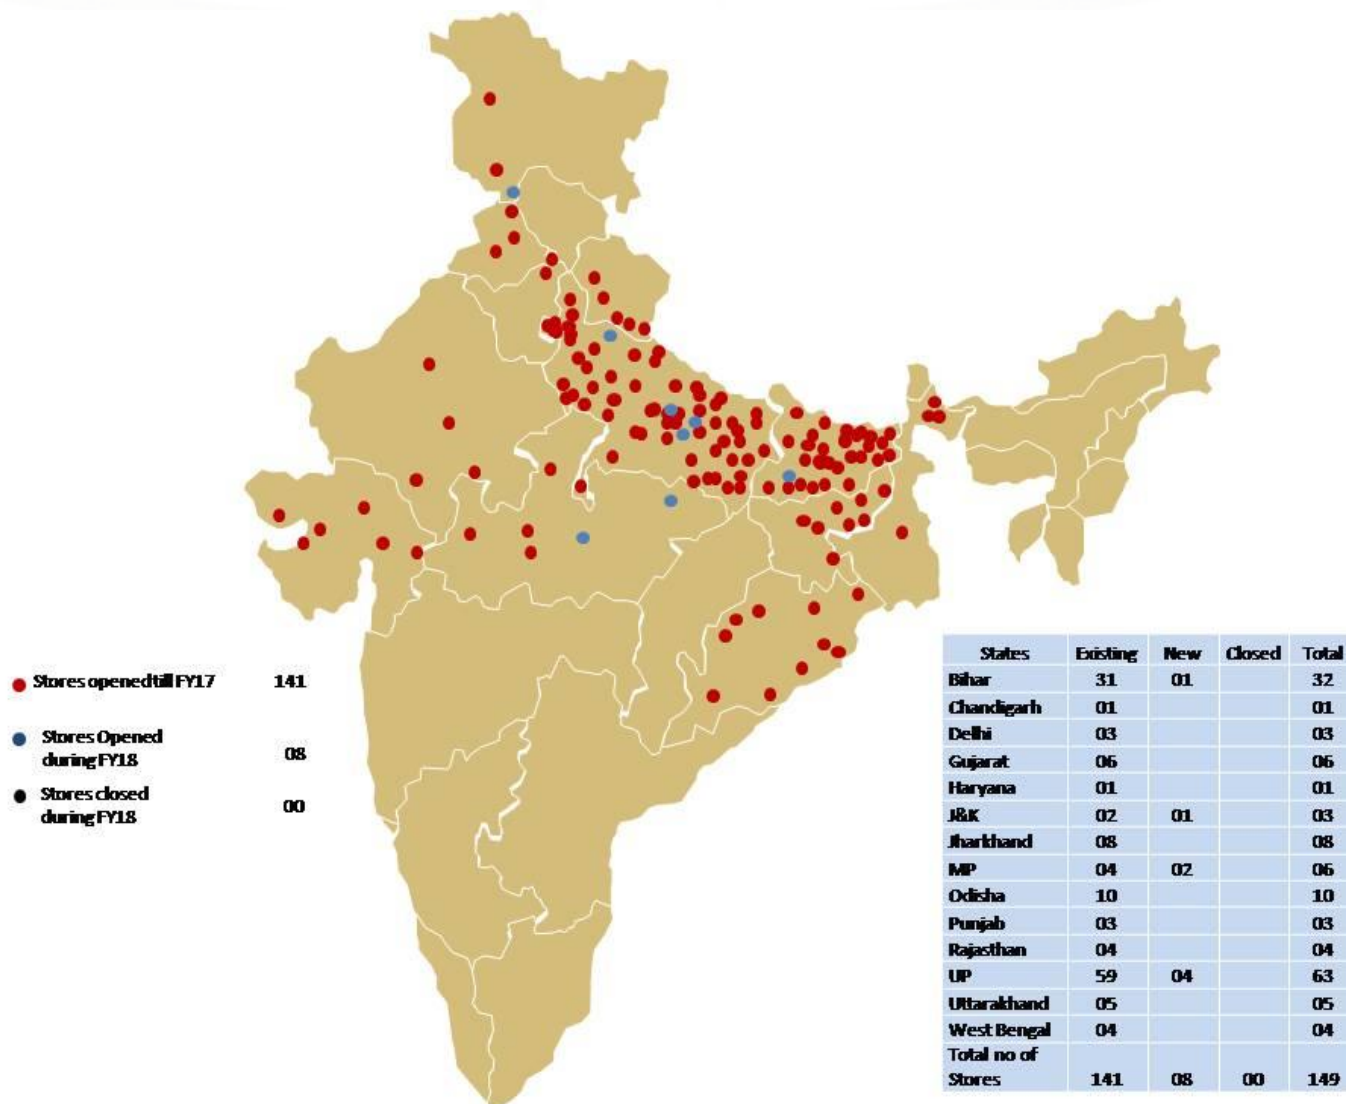 Stores opened till FY17 141
Stores Opened
during FY18 08
Stores closed
during FY18 00
States Existing New Closed Total
Bihar 31 01 32
Chandigarh 01 01
Delhi 03 03
Gujarat 06 06
Haryana 01 01
J&K 02 01 03
Jharkhand 08 08
MP 04 02 06
Odisha 10 10
Punjab 03 03
Rajasthan 04 04
UP 59 04 63
Uttarakhand 05 05
West Bengal 04 04
Total no of
Stores 141 08 00 149